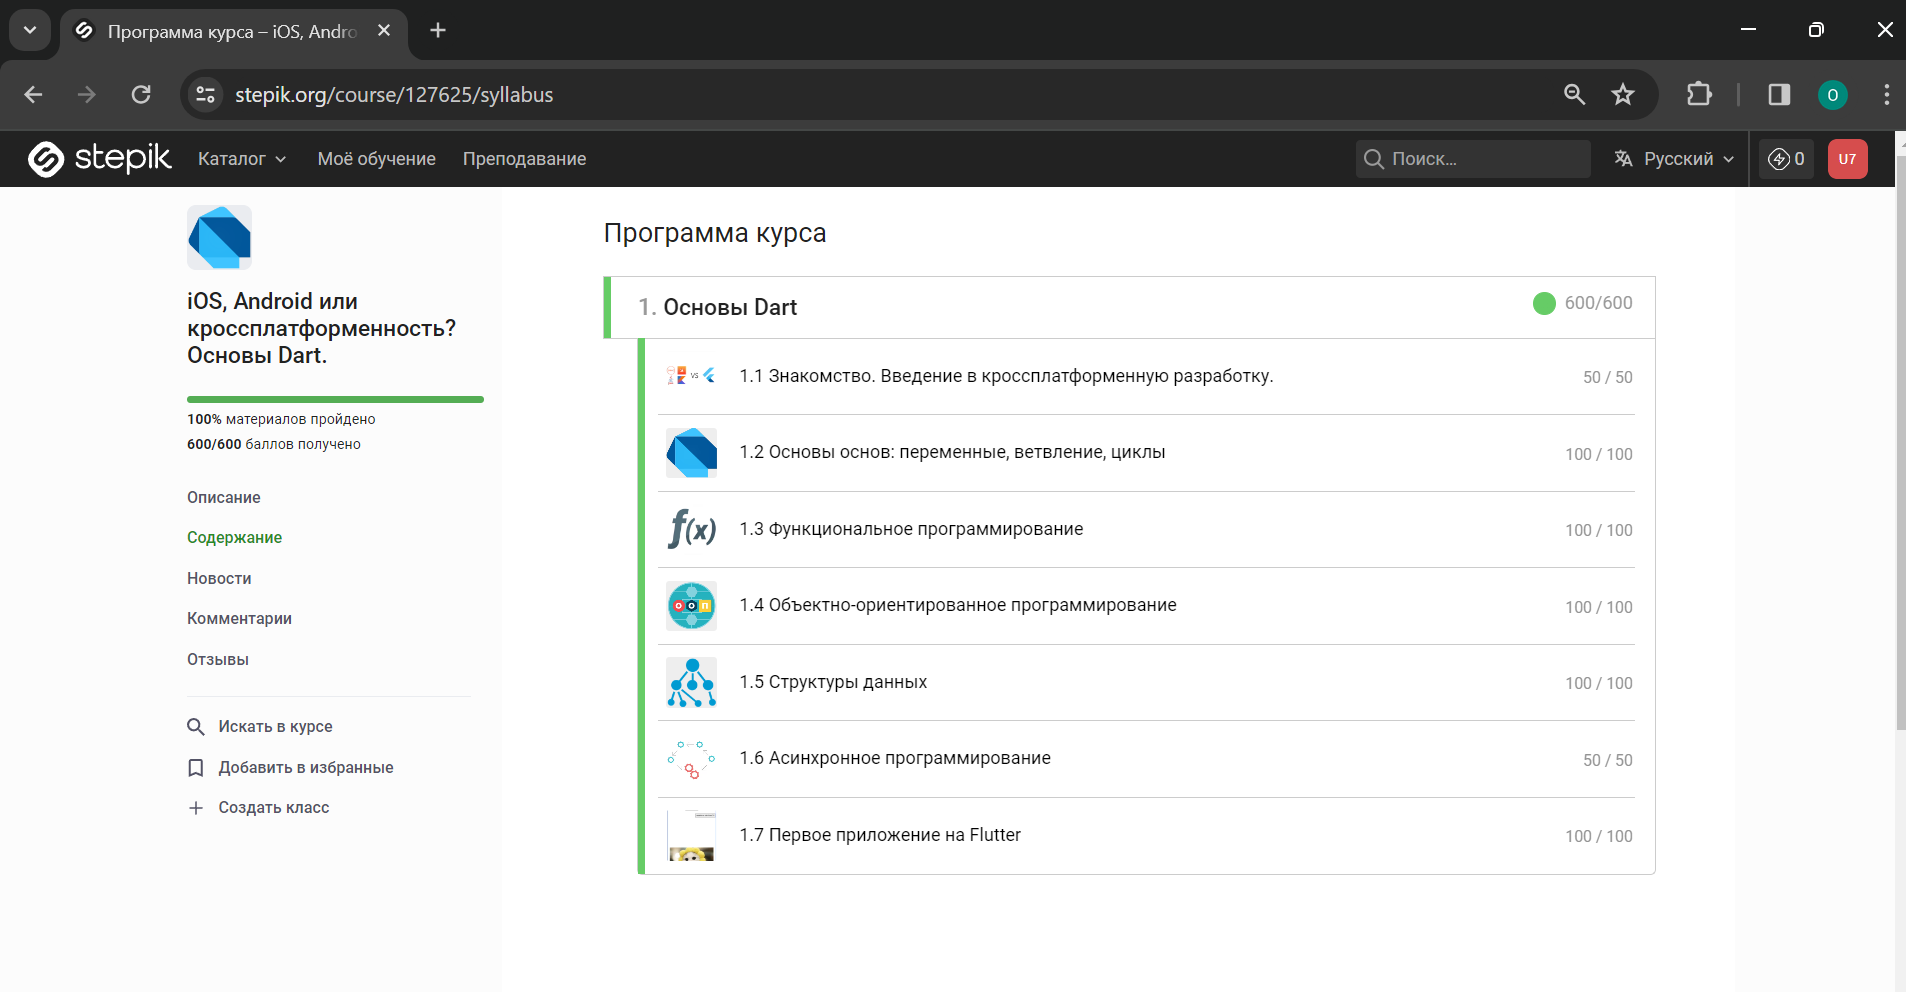 Программа курса – iOS, Andro
stepik.org/course/127625/syllabus
O
stepik
Каталог
Моё обучение
Преподавание
Поиск...
Русский
0
U7
iOS, Android или
кроссплатформенность?
Основы Dart.
100% материалов пройдено
600/600 баллов получено
Описание
Содержание
Новости
Комментарии
Отзывы
Искать в курсе
Добавить в избранные
Создать класс
Программа курса
1. Основы Dart
600/600
VS
1.1 Знакомство. Введение в кроссплатформенную разработку.
50 / 50
1.2 Основы основ: переменные, ветвление, циклы
100 / 100
f(x)
1.3 Функциональное программирование
100 / 100
ООП
1.4 Объектно-ориентированное программирование
100 / 100
1.5 Структуры данных
100 / 100
1.6 Асинхронное программирование
50 / 50
1.7 Первое приложение на Flutter
100 / 100